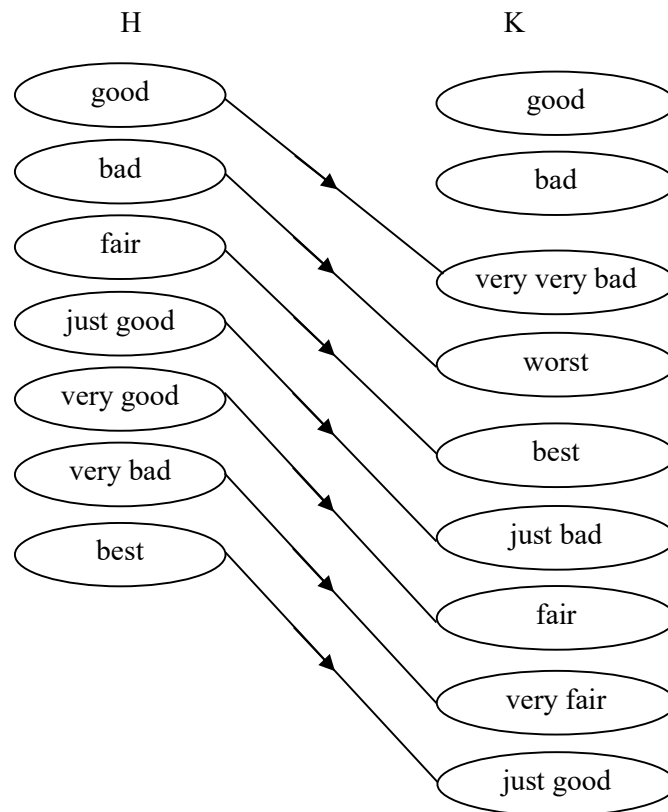 H K
good good
bad bad
fair very very bad
just good worst
very good best
very bad just bad
best fair
very fair
just good